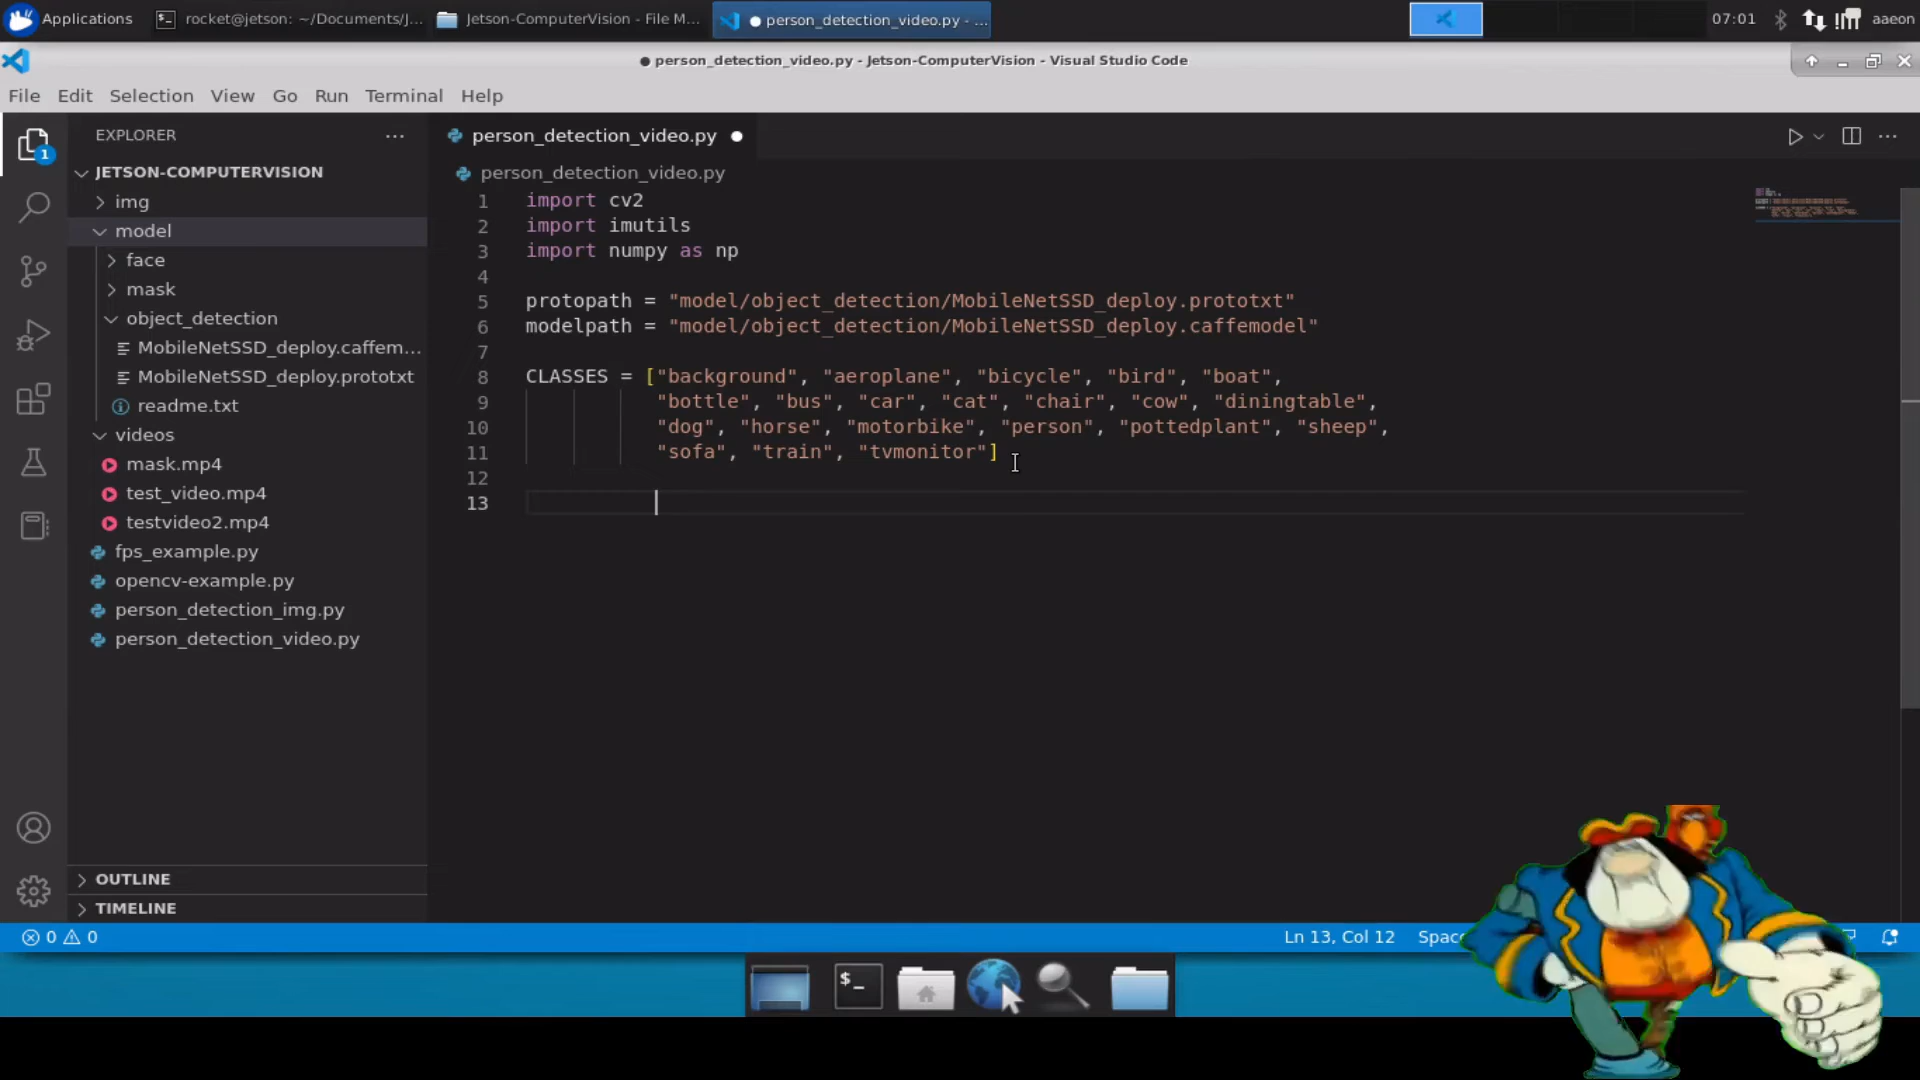 Applications
rocket@jetson: ~/Documents/J...
Jetson-ComputerVision - File M...
● person_detection_video.py - ...
07:01
aaeon
● person_detection_video.py - Jetson-ComputerVision - Visual Studio Code
File Edit Selection View Go Run Terminal Help
EXPLORER
1
JETSON-COMPUTERVISION
img
model
face
mask
object_detection
MobileNetSSD_deploy.caffem...
MobileNetSSD_deploy.prototxt
readme.txt
videos
mask.mp4
test_video.mp4
testvideo2.mp4
fps_example.py
opencv-example.py
person_detection_img.py
person_detection_video.py
OUTLINE
TIMELINE
person_detection_video.py
person_detection_video.py
1 import cv2
2 import imutils
3 import numpy as np
4
5 protopath = "model/object_detection/MobileNetSSD_deploy.prototxt"
6 modelpath = "model/object_detection/MobileNetSSD_deploy.caffemodel"
7
8 CLASSES = ["background", "aeroplane", "bicycle", "bird", "boat",
9 "bottle", "bus", "car", "cat", "chair", "cow", "diningtable",
10 "dog", "horse", "motorbike", "person", "pottedplant", "sheep",
11 "sofa", "train", "tvmonitor"]
12
13
0 0
Ln 13, Col 12
Spac
$_